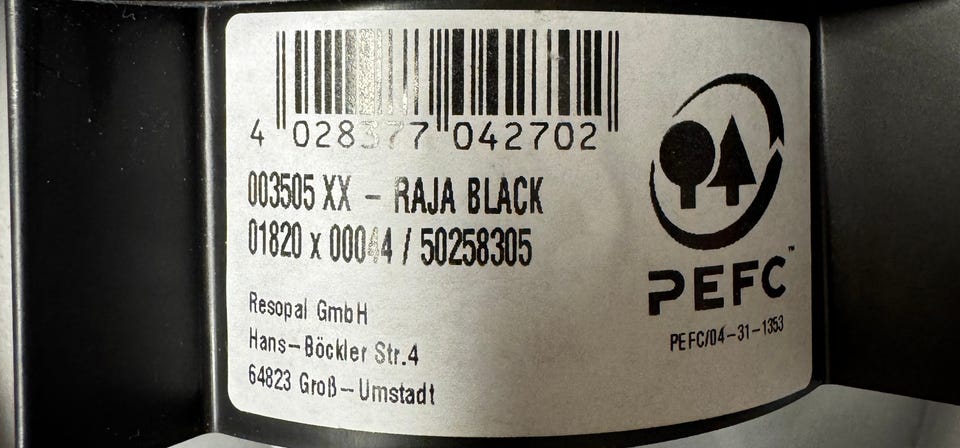 4 028377 042702
003505 XX – RAJA BLACK
01820 x 00044 / 50258305
Resopal GmbH
Hans–Böckler Str.4
64823 Groß–Umstadt
PEFC™
PEFC/04-31-1353